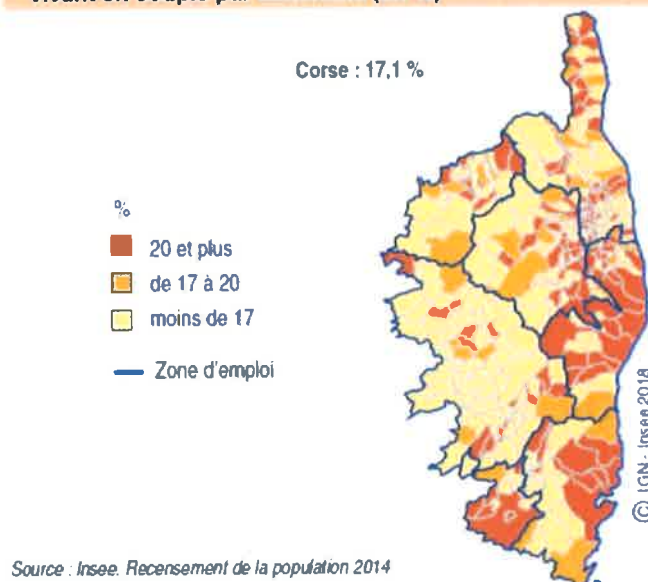 Corse : 17,1 %
%
20 et plus
de 17 à 20
moins de 17
Zone d'emploi
© IGN - Insee 2018
Source : Insee. Recensement de la population 2014